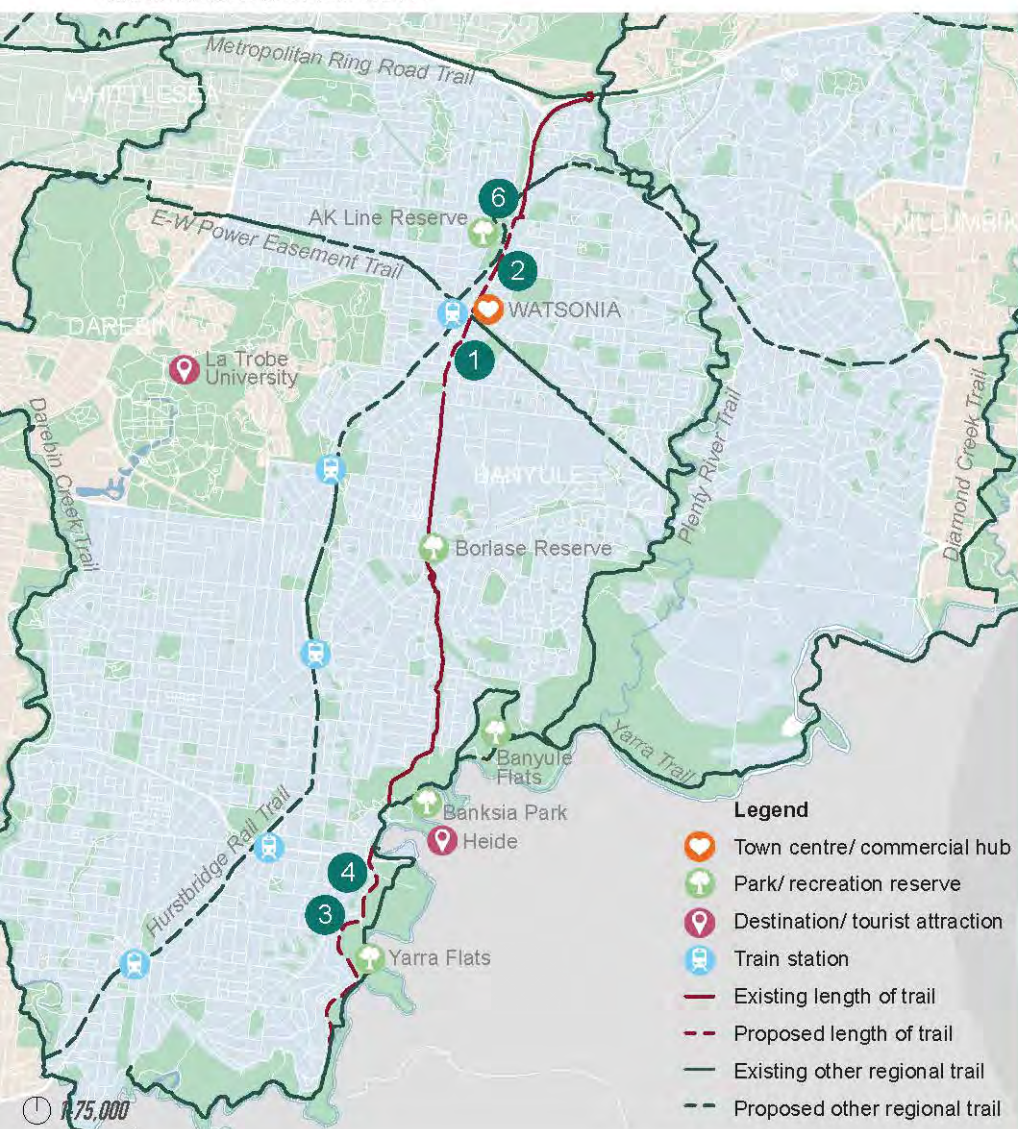 Metropolitan Ring Road Trail
WHITTLESEA
6
AK Line Reserve
NILLUMBIK
E-W Power Easement Trail
2
WATSONIA
DAREBIN
1
La Trobe
University
Darebin Creek Trail
Plenty River Trail
Diamond Creek Trail
BANYULE
Borlase Reserve
Yarra Trail
Banyule
Flats
Banksia Park
Heide
Hurstbridge Rail Trail
4
3
Yarra Flats
Legend
Town centre/ commercial hub
Park/ recreation reserve
Destination/ tourist attraction
Train station
Existing length of trail
Proposed length of trail
Existing other regional trail
Proposed other regional trail
1:75,000